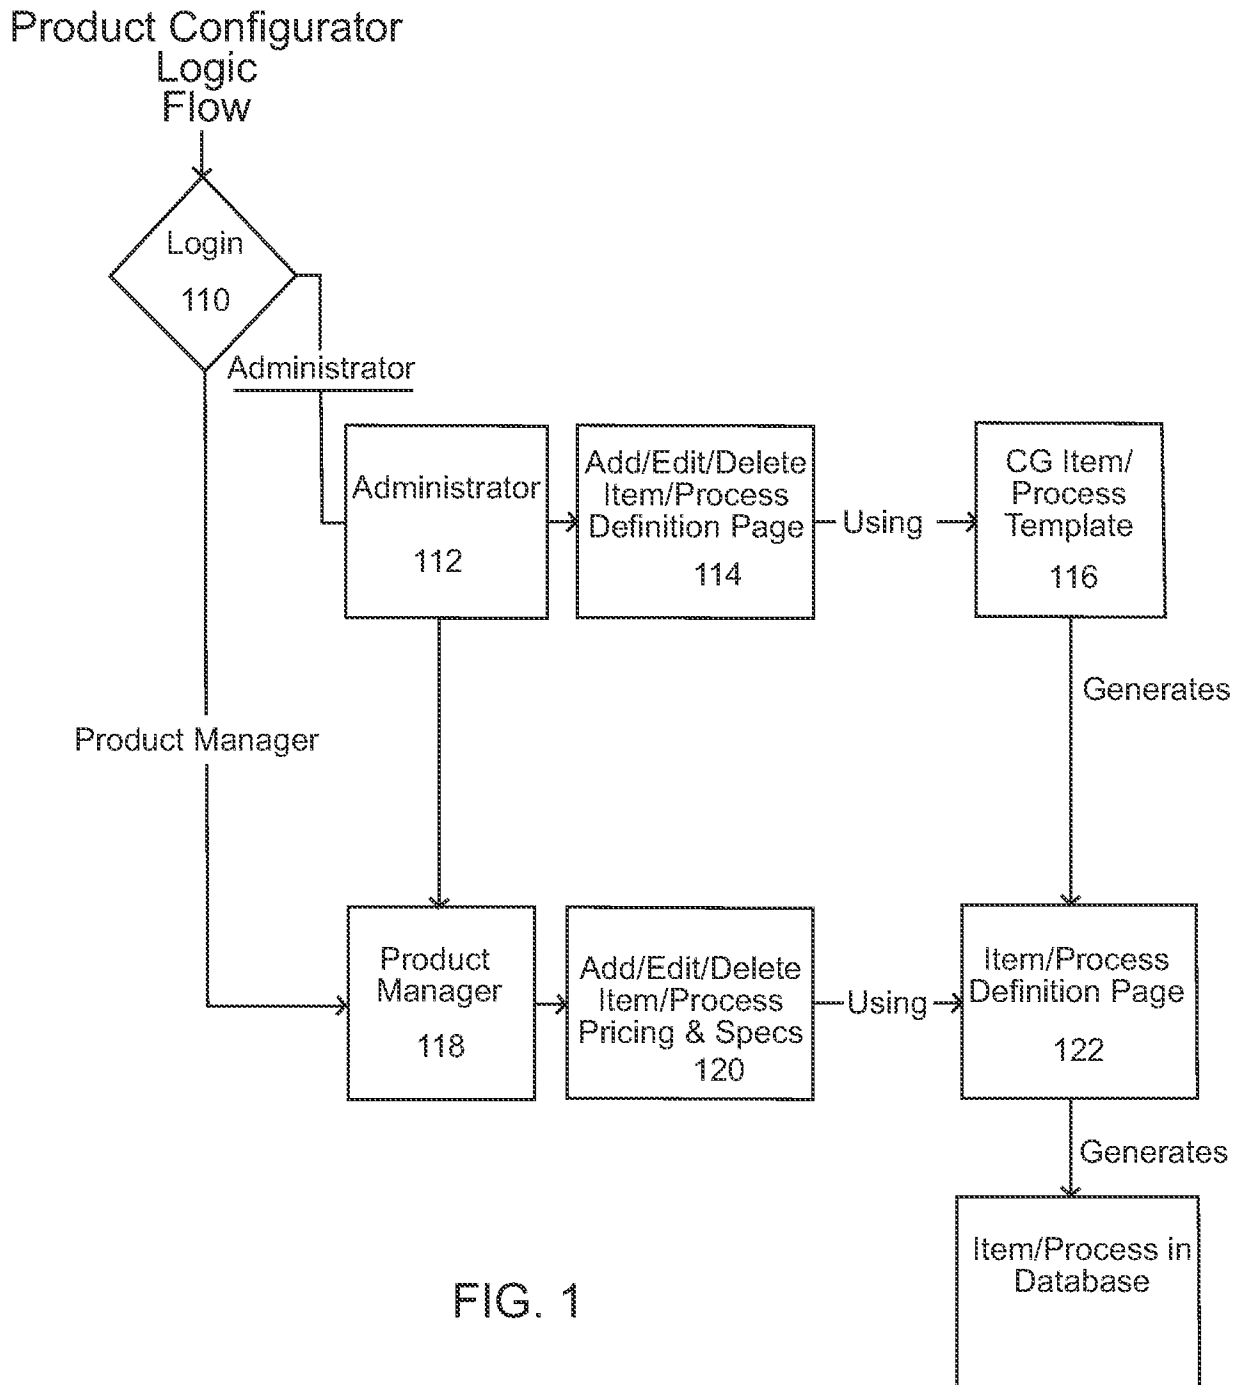 Product Configurator
Logic
Flow
Login
110
Administrator
Administrator
112
Add/Edit/Delete
Item/Process
Definition Page
114
Using
CG Item/
Process
Template
116
Generates
Product Manager
Product
Manager
118
Add/Edit/Delete
Item/Process
Pricing & Specs
120
Using
Item/Process
Definition Page
122
Generates
Item/Process in
Database
FIG. 1